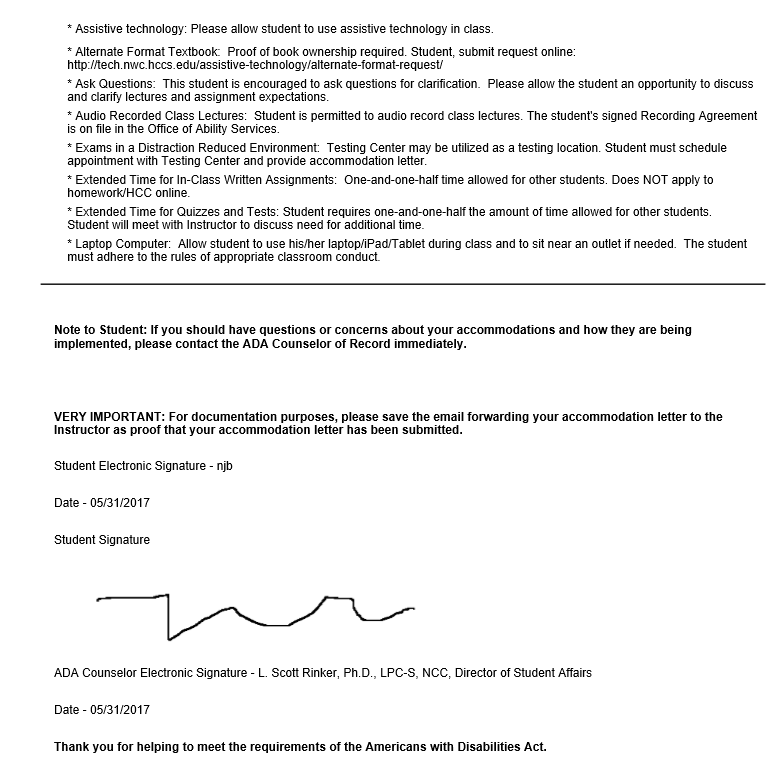 * Assistive technology: Please allow student to use assistive technology in class.
* Alternate Format Textbook:  Proof of book ownership required. Student, submit request online:
http://tech.nwc.hccs.edu/assistive-technology/alternate-format-request/
* Ask Questions:  This student is encouraged to ask questions for clarification.  Please allow the student an opportunity to discuss
and clarify lectures and assignment expectations.
* Audio Recorded Class Lectures:  Student is permitted to audio record class lectures. The student's signed Recording Agreement
is on file in the Office of Ability Services.
* Exams in a Distraction Reduced Environment:  Testing Center may be utilized as a testing location. Student must schedule
appointment with Testing Center and provide accommodation letter.
* Extended Time for In-Class Written Assignments:  One-and-one-half time allowed for other students. Does NOT apply to
homework/HCC online.
* Extended Time for Quizzes and Tests: Student requires one-and-one-half the amount of time allowed for other students.
Student will meet with Instructor to discuss need for additional time.
* Laptop Computer:  Allow student to use his/her laptop/iPad/Tablet during class and to sit near an outlet if needed.  The student
must adhere to the rules of appropriate classroom conduct.
Note to Student: If you should have questions or concerns about your accommodations and how they are being
implemented, please contact the ADA Counselor of Record immediately.
VERY IMPORTANT: For documentation purposes, please save the email forwarding your accommodation letter to the
Instructor as proof that your accommodation letter has been submitted.
Student Electronic Signature - njb
Date - 05/31/2017
Student Signature
ADA Counselor Electronic Signature - L. Scott Rinker, Ph.D., LPC-S, NCC, Director of Student Affairs
Date - 05/31/2017
Thank you for helping to meet the requirements of the Americans with Disabilities Act.